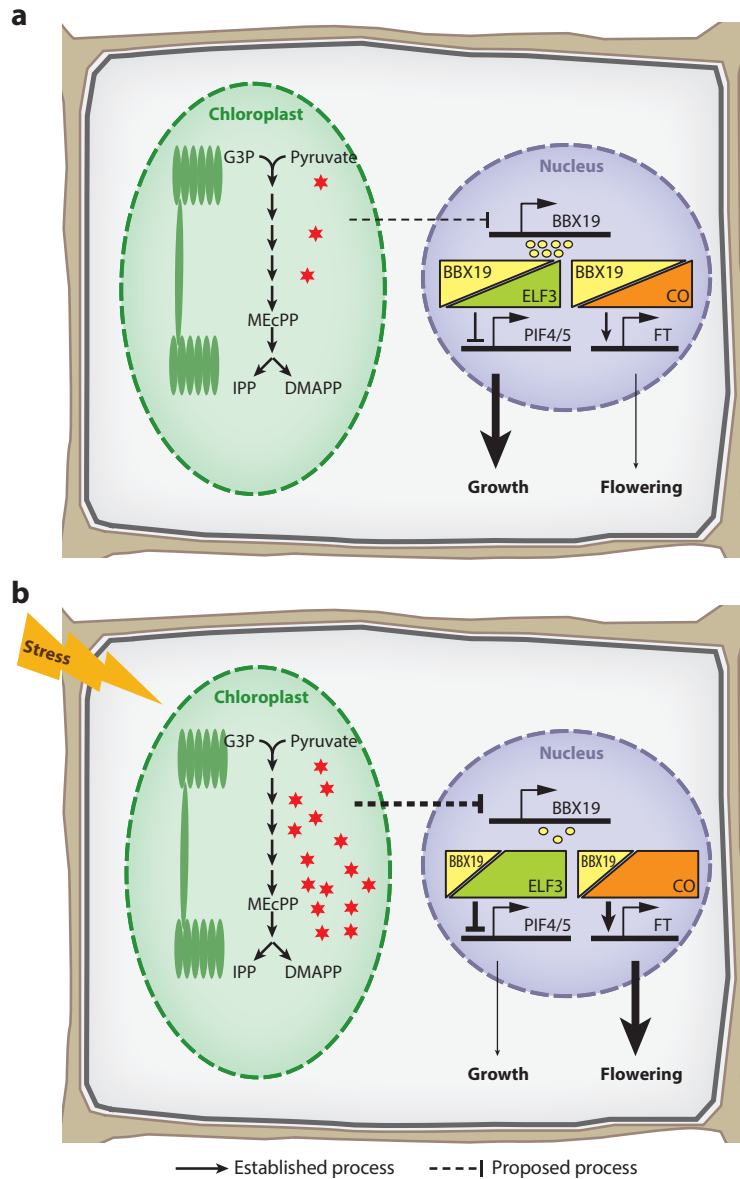 a
Chloroplast
G3P Pyruvate
Nucleus
BBX19
BBX19 BBX19
ELF3 CO
MEcPP
PIF4/5 FT
IPP DMAPP
Growth Flowering
b
Stress
Chloroplast
G3P Pyruvate
Nucleus
BBX19
BBX19 BBX19
ELF3 CO
MEcPP
PIF4/5 FT
IPP DMAPP
Growth Flowering
Established process Proposed process